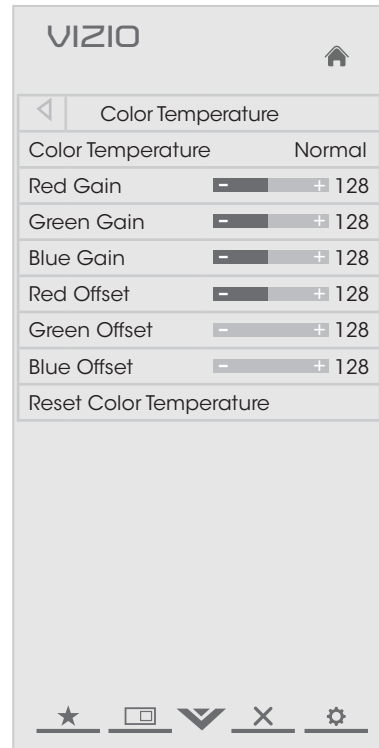 VIZIO
Color Temperature
Color Temperature Normal
Red Gain - + 128
Green Gain - + 128
Blue Gain - + 128
Red Offset - + 128
Green Offset - + 128
Blue Offset - + 128
Reset Color Temperature